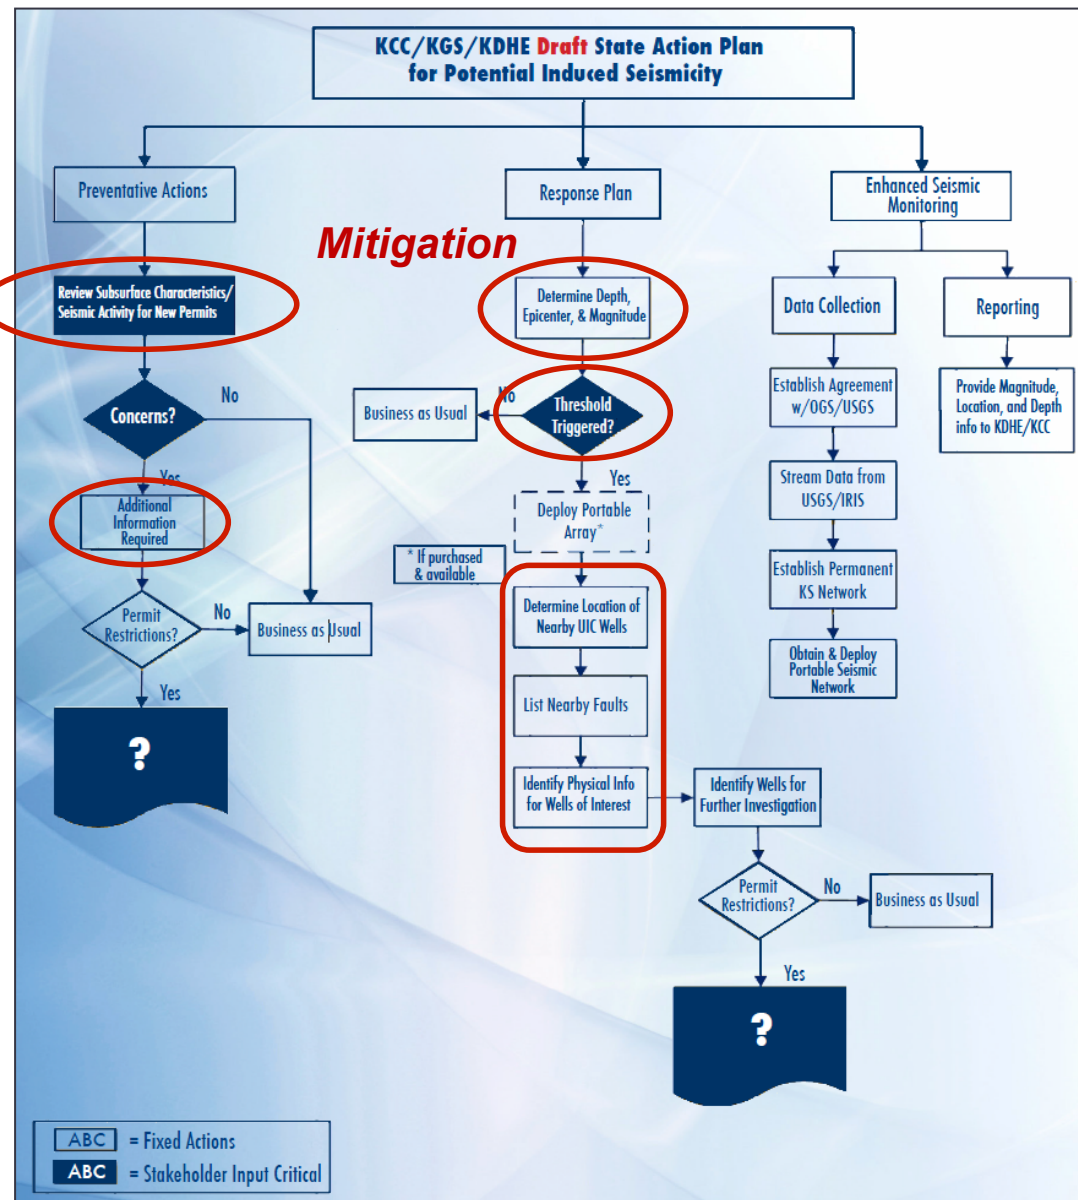 KCC/KGS/KDHE Draft State Action Plan
for Potential Induced Seismicity
Preventative Actions
Response Plan
Enhanced Seismic
Monitoring
Mitigation
Review Subsurface Characteristics/
Seismic Activity for New Permits
Determine Depth,
Epicenter, & Magnitude
Data Collection
Reporting
Concerns?
No
Yes
Business as Usual
No
Threshold
Triggered?
Yes
Establish Agreement
w/OGS/USGS
Provide Magnitude,
Location, and Depth
info to KDHE/KCC
Additional
Information
Required
Deploy Portable
Array*
Stream Data from
USGS/IRIS
* If purchased
& available
Establish Permanent
KS Network
Permit
Restrictions?
No
Business as Usual
Determine Location of
Nearby UIC Wells
Obtain & Deploy
Portable Seismic
Network
Yes
List Nearby Faults
?
Identify Physical Info
for Wells of Interest
Identify Wells for
Further Investigation
Permit
Restrictions?
No
Business as Usual
Yes
?
ABC = Fixed Actions
ABC = Stakeholder Input Critical